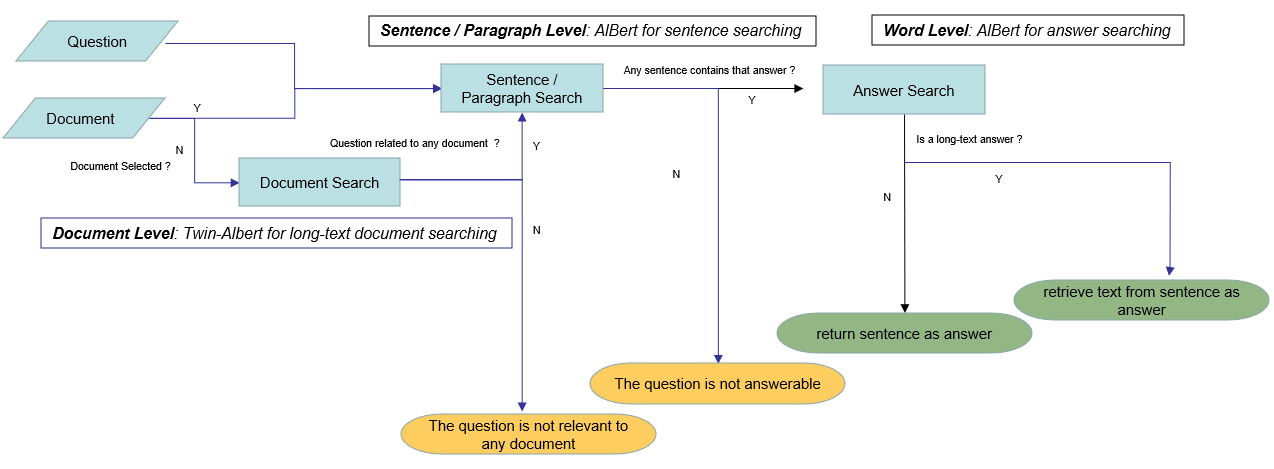 Question
Sentence / Paragraph Level: AlBert for sentence searching
Word Level: AlBert for answer searching
Sentence /
Paragraph Search
Any sentence contains that answer ?
Y
Answer Search
Document
Y
N
Document Selected ?
Question related to any document ?
Y
Is a long-text answer ?
Document Search
N
Y
N
Document Level: Twin-Albert for long-text document searching
N
retrieve text from sentence as
answer
return sentence as answer
The question is not answerable
The question is not relevant to
any document